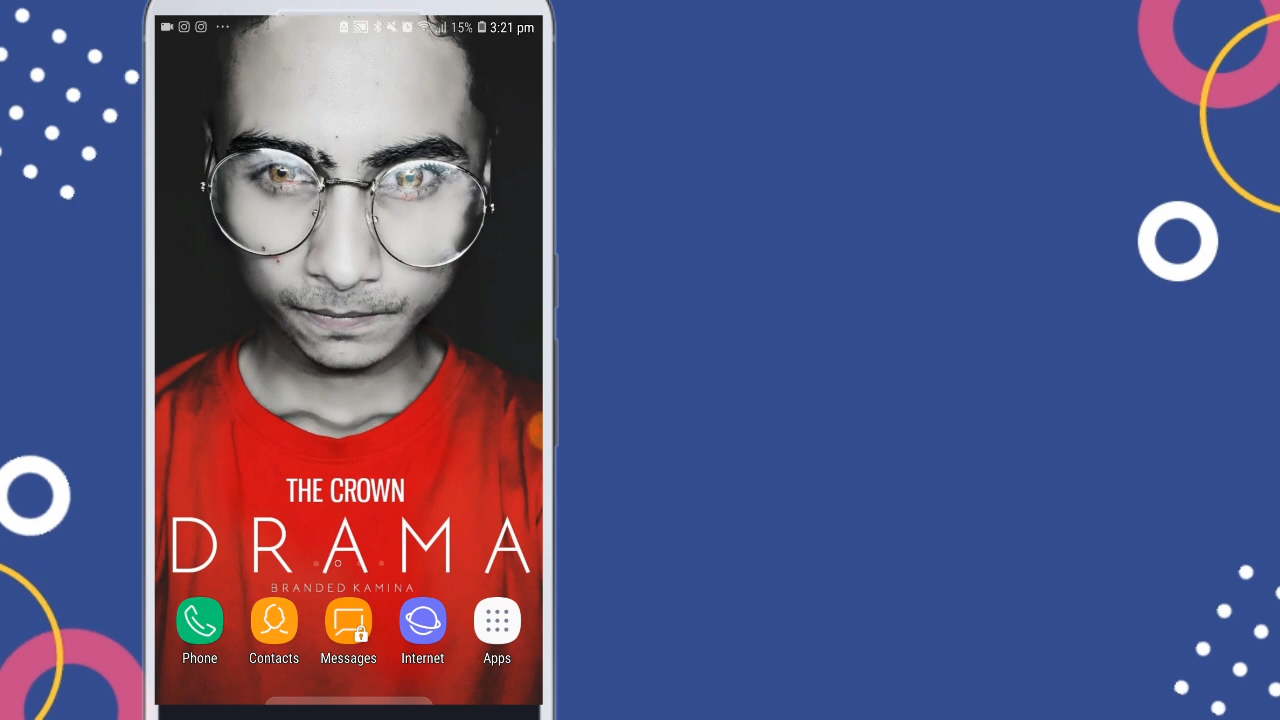 15% 3:21 pm
THE CROWN
DRAMA
BRANDED KAMINA
Phone Contacts Messages Internet Apps